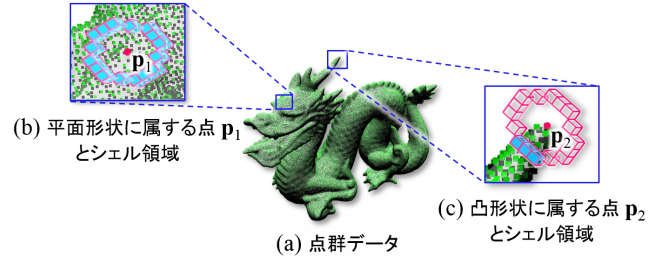 p1
(b) 平面形状に属する点 p1
とシェル領域
p2
(c) 凸形状に属する点 p2
とシェル領域
(a) 点群データ